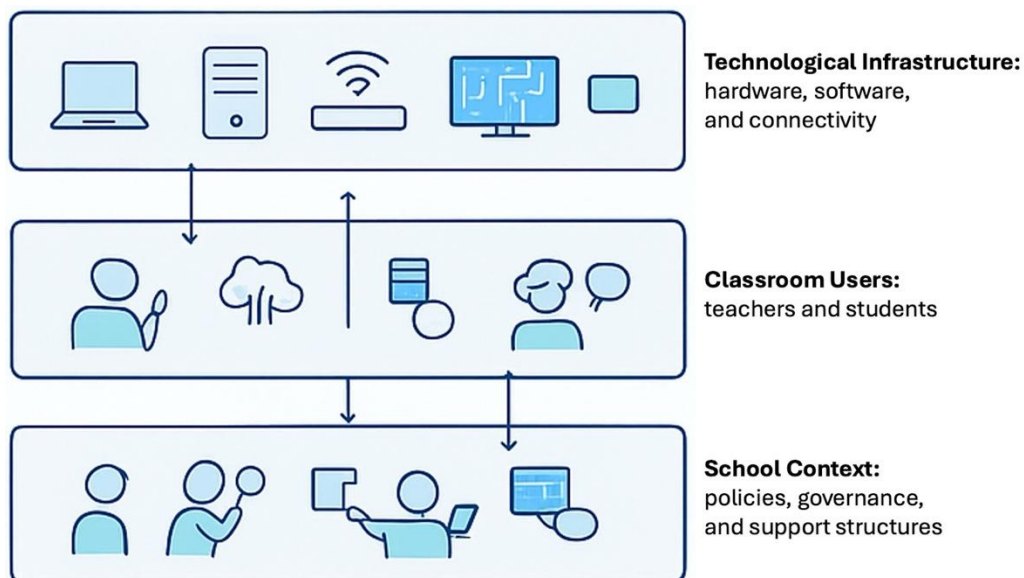 Technological Infrastructure:
hardware, software,
and connectivity
Classroom Users:
teachers and students
School Context:
policies, governance,
and support structures